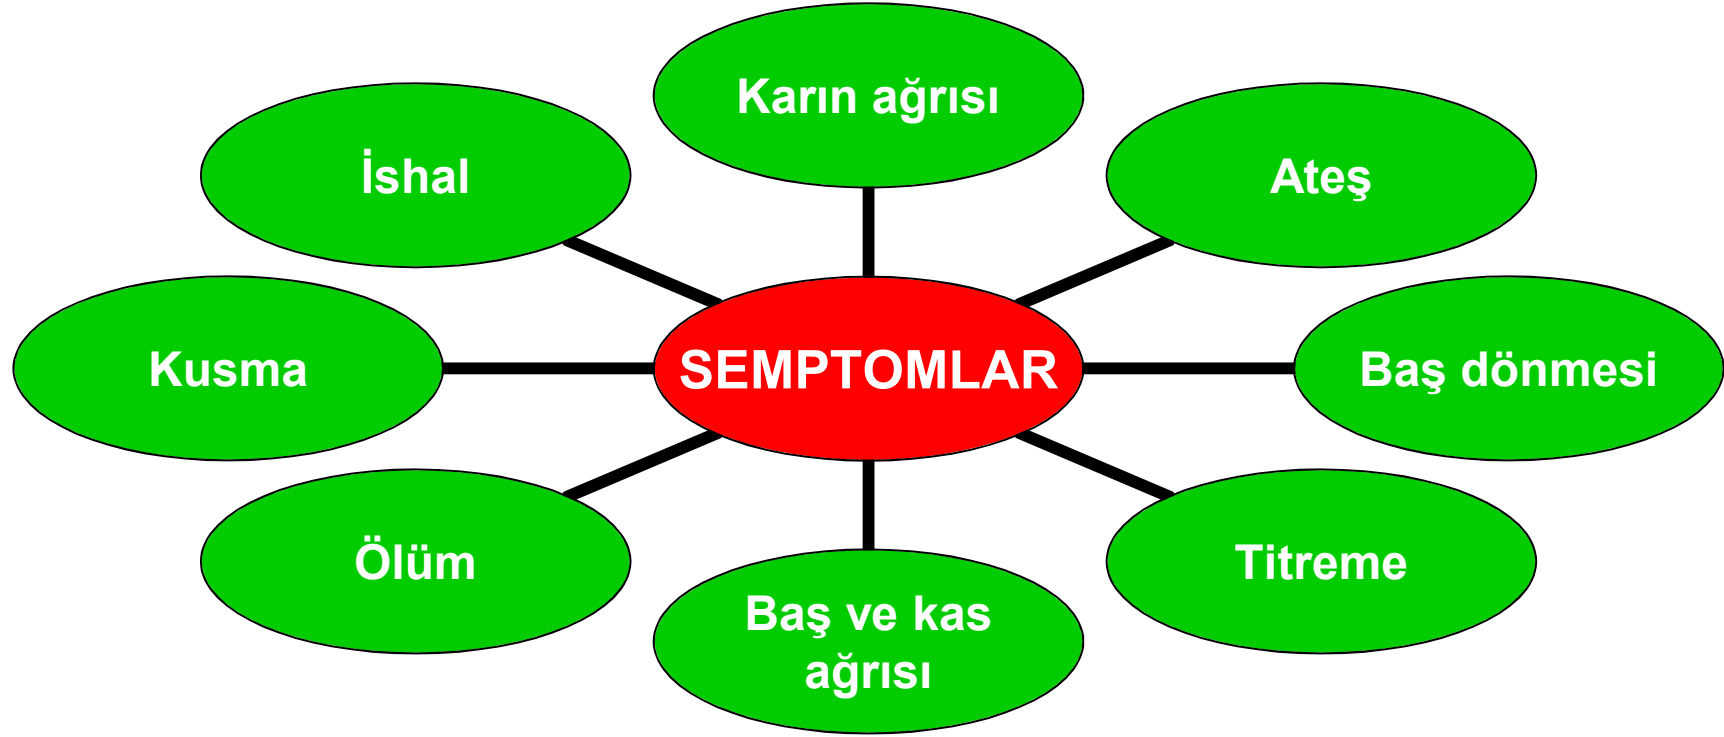 Karın ağrısı
İshal
Ateş
Kusma
SEMPTOMLAR
Baş dönmesi
Ölüm
Titreme
Baş ve kas
ağrısı